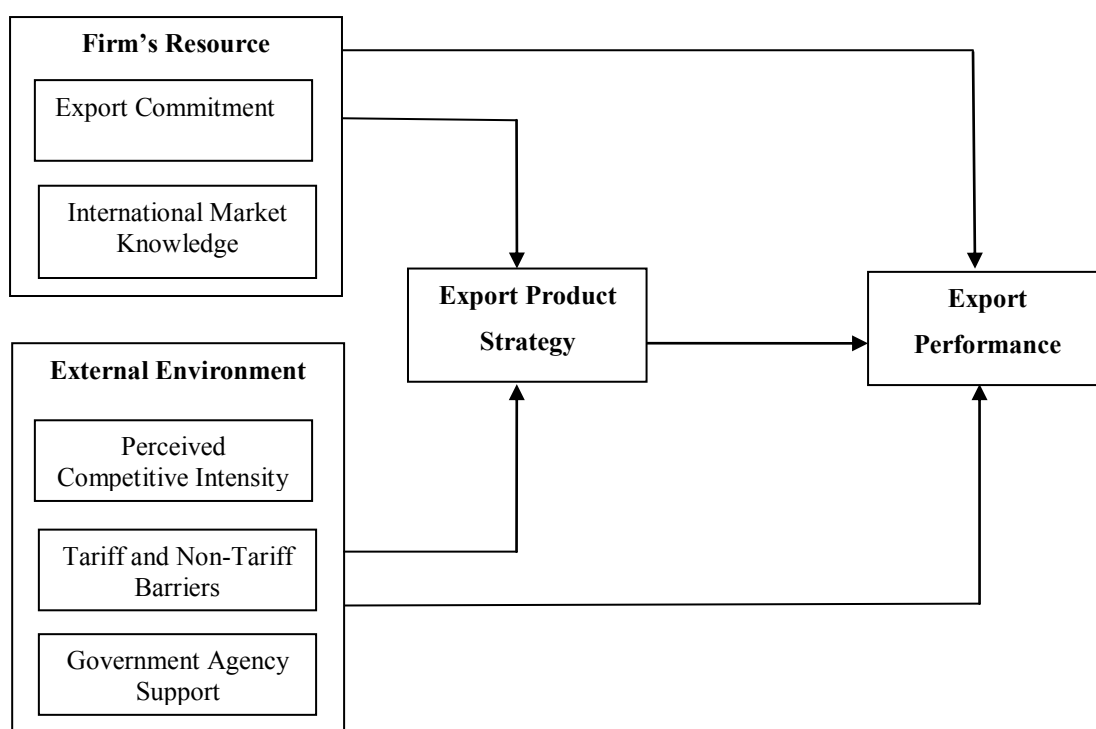 Firm’s Resource
Export Commitment
International Market
Knowledge
Export Product
Strategy
Export
Performance
External Environment
Perceived
Competitive Intensity
Tariff and Non-Tariff
Barriers
Government Agency
Support